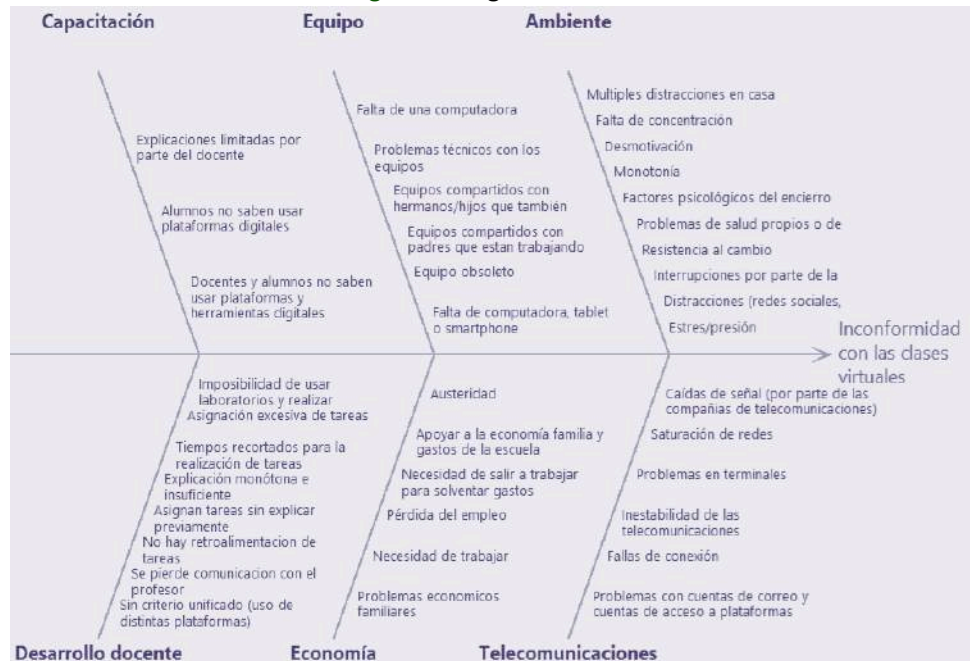 Capacitación
Equipo
Ambiente
Explicaciones limitadas por
parte del docente
Alumnos no saben usar
plataformas digitales
Docentes y alumnos no saben
usar plataformas y
herramientas digitales
Falta de una computadora
Problemas técnicos con los
equipos
Equipos compartidos con
hermanos/hijos que también
Equipos compartidos con
padres que estan trabajando
Equipo obsoleto
Falta de computadora, tablet
o smartphone
Multiples distracciones en casa
Falta de concentración
Desmotivación
Monotonía
Factores psicológicos del encierro
Problemas de salud propios o de
Resistencia al cambio
Interrupciones por parte de la
Distracciones (redes sociales,
Estres/presión
Inconformidad
con las clases
virtuales
Imposibilidad de usar
laboratorios y realizar
Asignación excesiva de tareas
Tiempos recortados para la
realización de tareas
Explicación monótona e
insuficiente
Asignan tareas sin explicar
previamente
No hay retroalimentacion de
tareas
Se pierde comunicacion con el
profesor
Sin criterio unificado (uso de
distintas plataformas)
Austeridad
Apoyar a la economía familia y
gastos de la escuela
Necesidad de salir a trabajar
para solventar gastos
Pérdida del empleo
Necesidad de trabajar
Problemas economicos
familiares
Caídas de señal (por parte de las
compañias de telecomunicaciones)
Saturación de redes
Problemas en terminales
Inestabilidad de las
telecomunicaciones
Fallas de conexión
Problemas con cuentas de correo y
cuentas de acceso a plataformas
Desarrollo docente
Economía
Telecomunicaciones